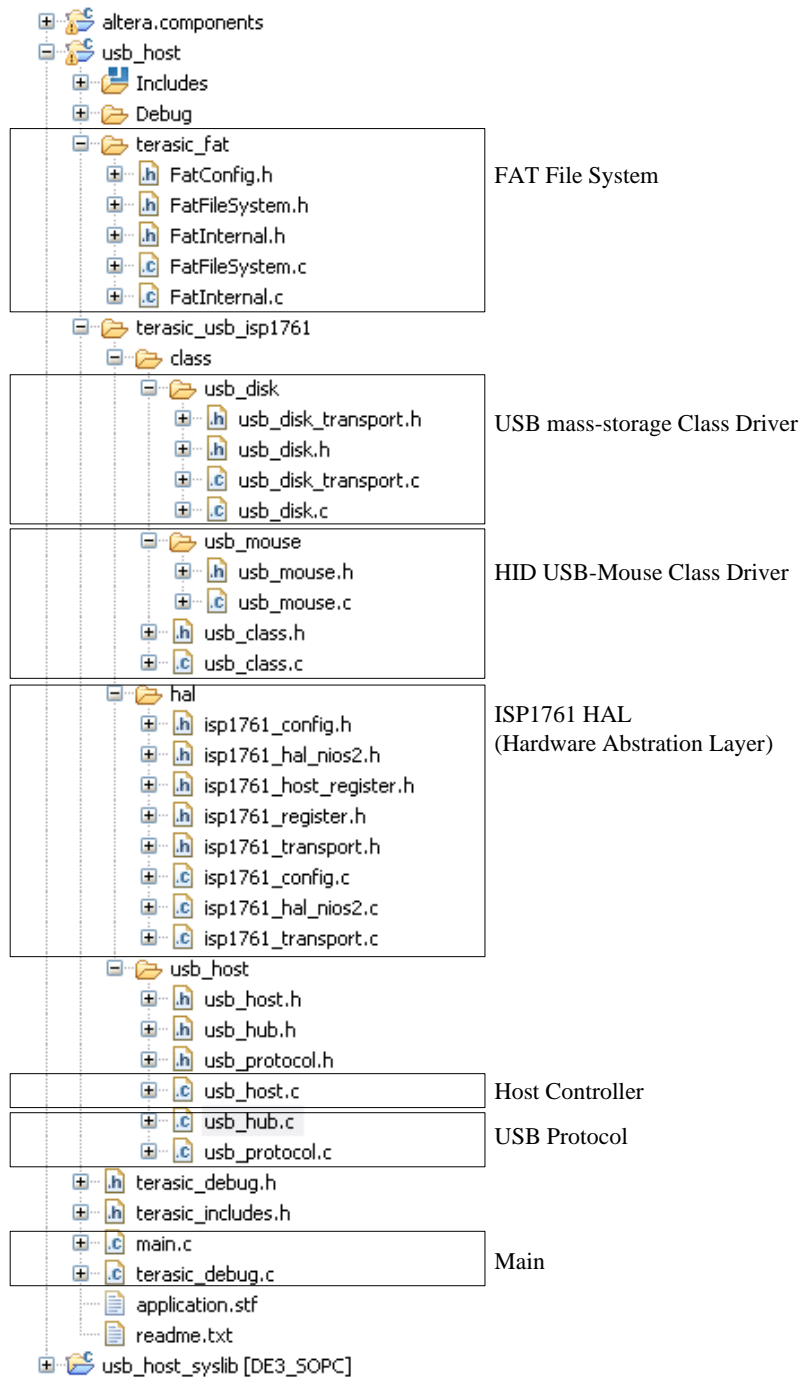 altera.components
usb_host
Includes
Debug
terasic_fat
FatConfig.h
FAT File System
FatFileSystem.h
FatInternal.h
FatFileSystem.c
FatInternal.c
terasic_usb_isp1761
class
usb_disk
usb_disk_transport.h
USB mass-storage Class Driver
usb_disk.h
usb_disk_transport.c
usb_disk.c
usb_mouse
usb_mouse.h
HID USB-Mouse Class Driver
usb_mouse.c
usb_class.h
usb_class.c
hal
ISP1761 HAL
(Hardware Abstration Layer)
isp1761_config.h
isp1761_hal_nios2.h
isp1761_host_register.h
isp1761_register.h
isp1761_transport.h
isp1761_config.c
isp1761_hal_nios2.c
isp1761_transport.c
usb_host
usb_host.h
usb_hub.h
usb_protocol.h
usb_host.c
Host Controller
usb_hub.c
USB Protocol
usb_protocol.c
terasic_debug.h
terasic_includes.h
main.c
Main
terasic_debug.c
application.stf
readme.txt
usb_host_syslib [DE3_SOPC]